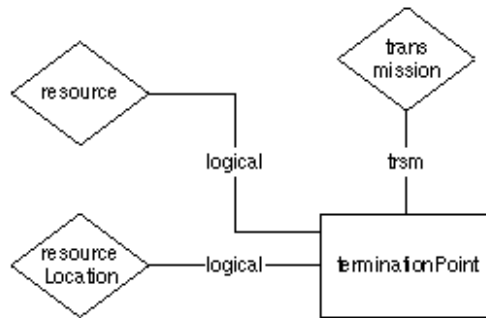 trans
mission
resource
logical
trsm
resource
Location
logical
terminationPoint